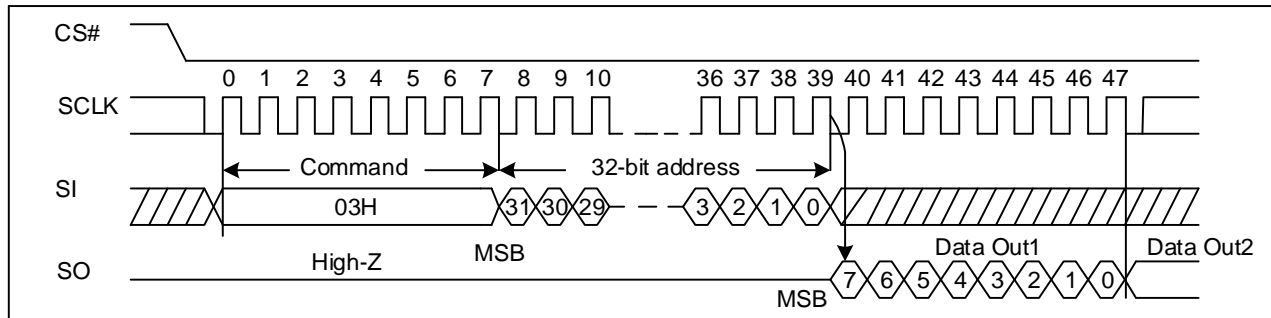 CS#
0 1 2 3 4 5 6 7 8 9 10 36 37 38 39 40 41 42 43 44 45 46 47
SCLK
Command 32-bit address
SI
03H 31 30 29 3 2 1 0
High-Z MSB Data Out1 Data Out2
SO
MSB 7 6 5 4 3 2 1 0